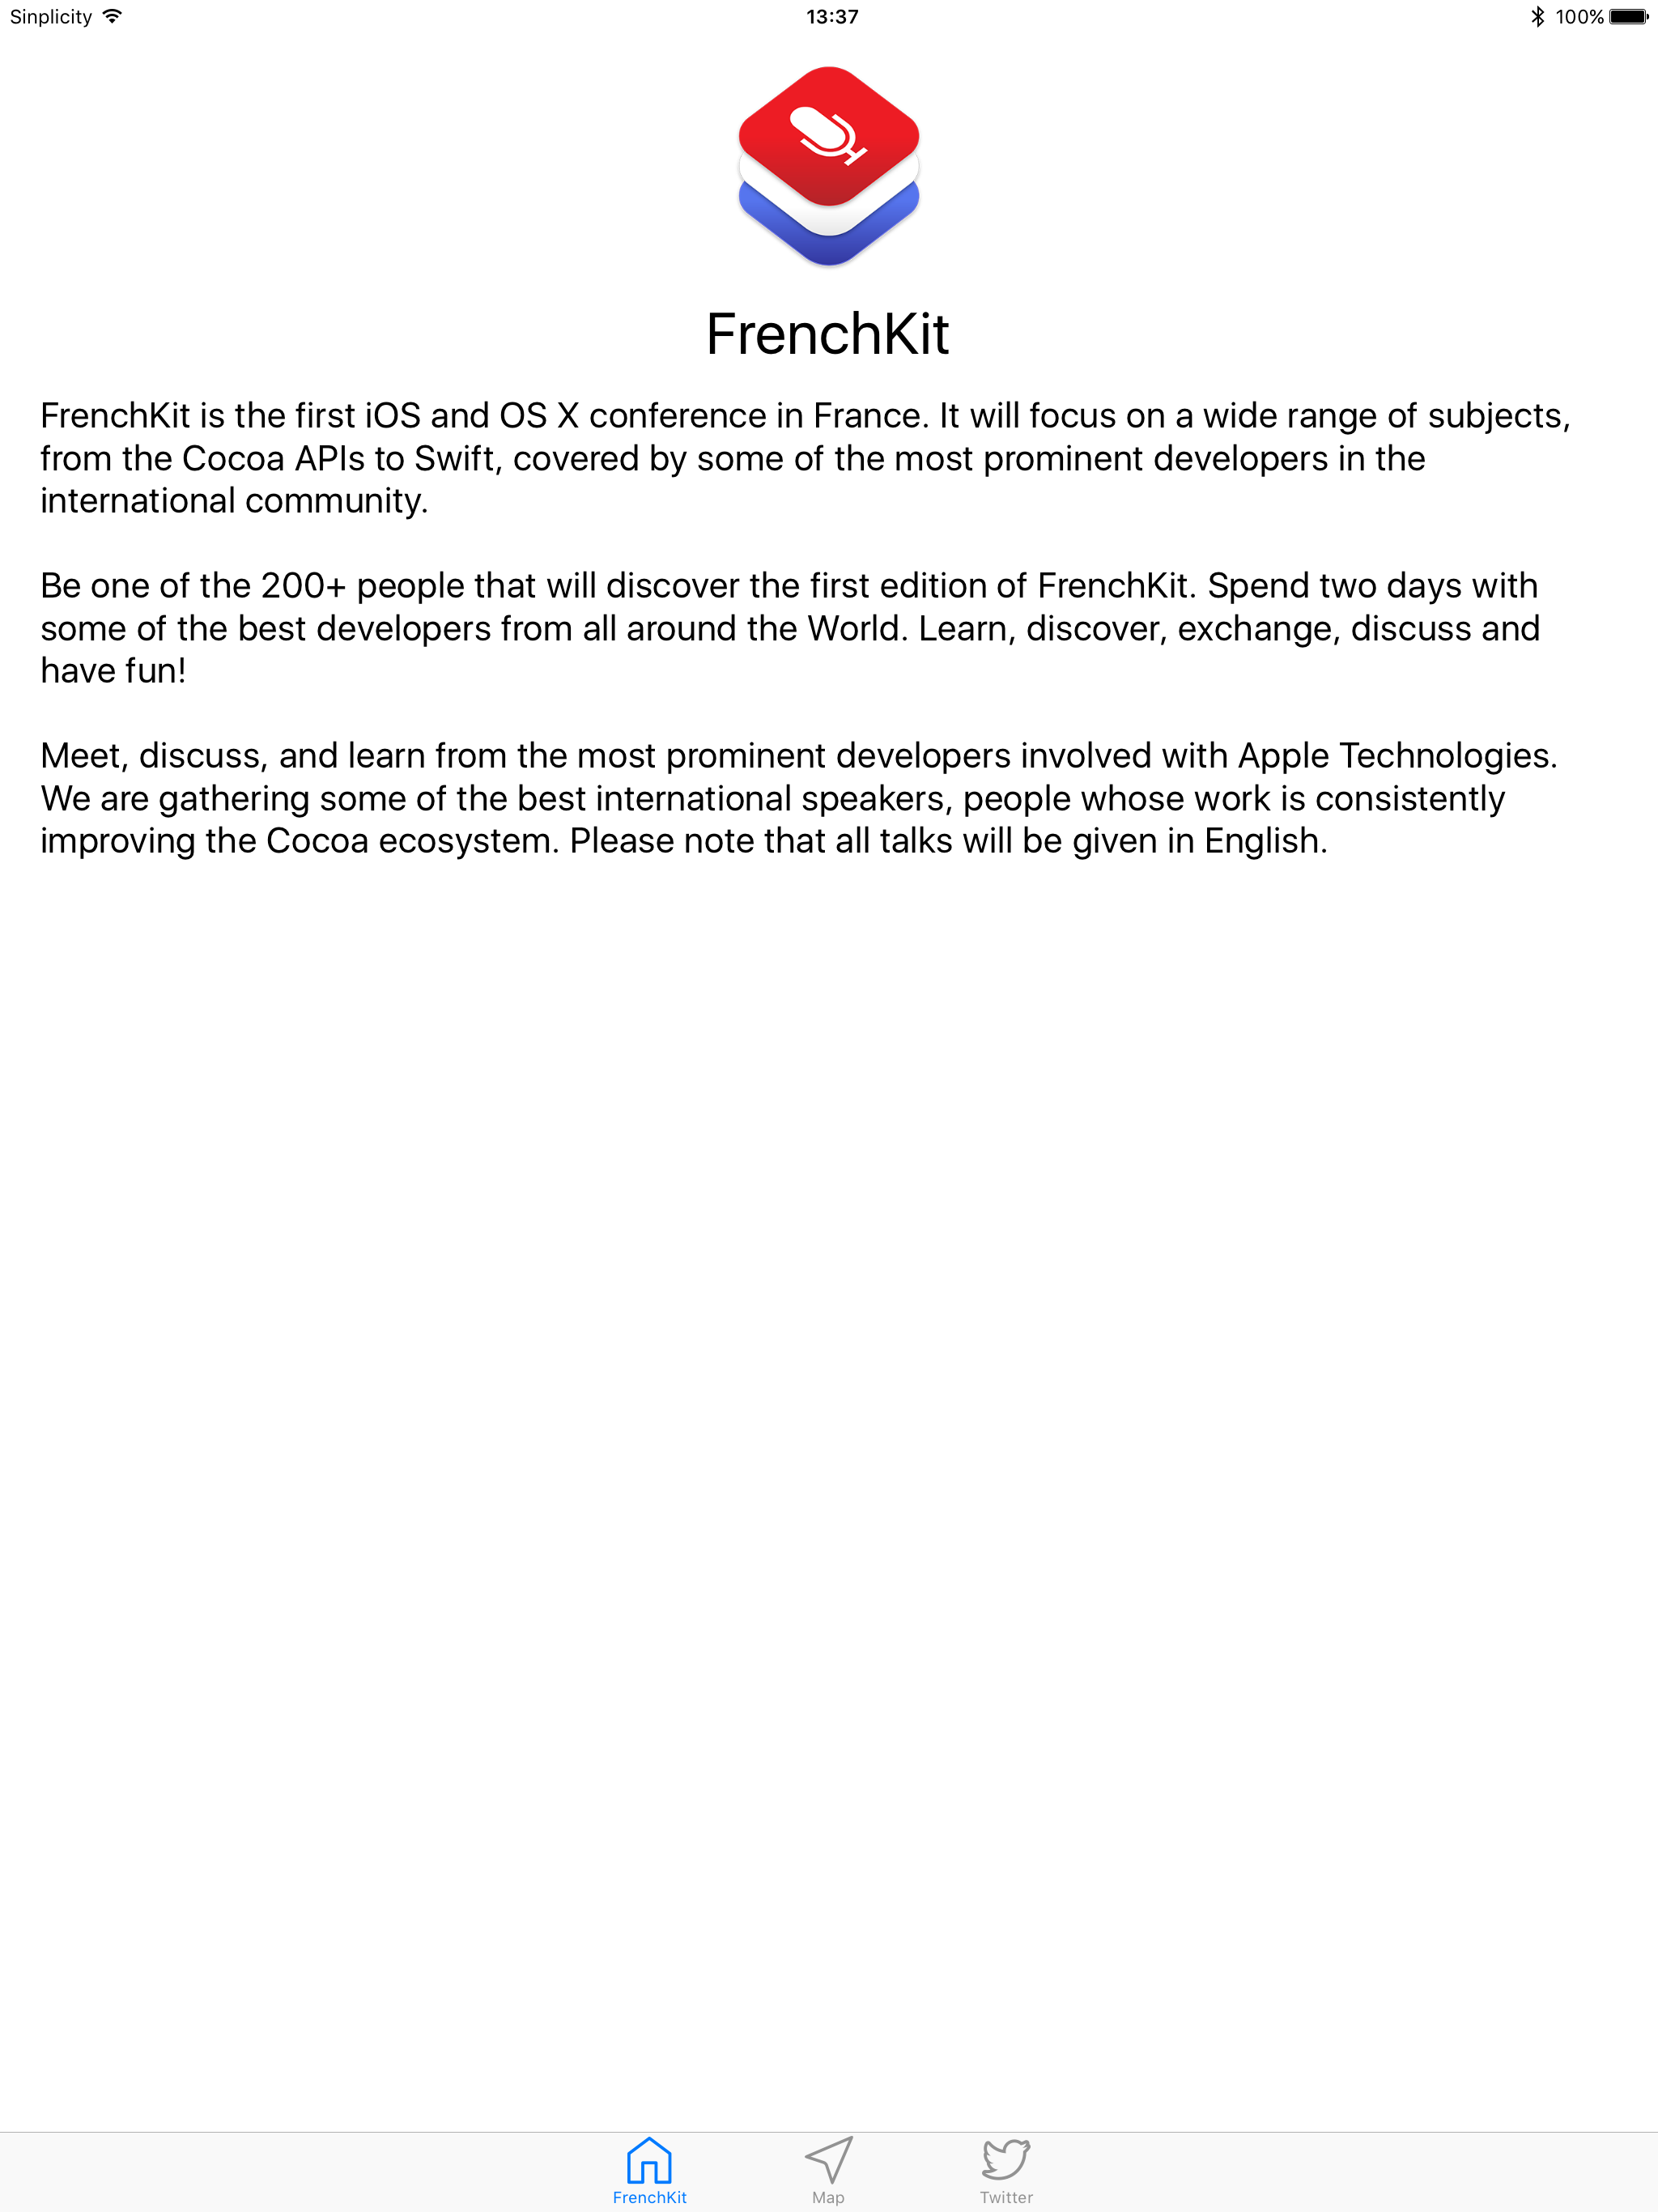 Sinplicity 13:37 100%
FrenchKit
FrenchKit is the first iOS and OS X conference in France. It will focus on a wide range of subjects,
from the Cocoa APIs to Swift, covered by some of the most prominent developers in the
international community.
Be one of the 200+ people that will discover the first edition of FrenchKit. Spend two days with
some of the best developers from all around the World. Learn, discover, exchange, discuss and
have fun!
Meet, discuss, and learn from the most prominent developers involved with Apple Technologies.
We are gathering some of the best international speakers, people whose work is consistently
improving the Cocoa ecosystem. Please note that all talks will be given in English.
FrenchKit Map Twitter